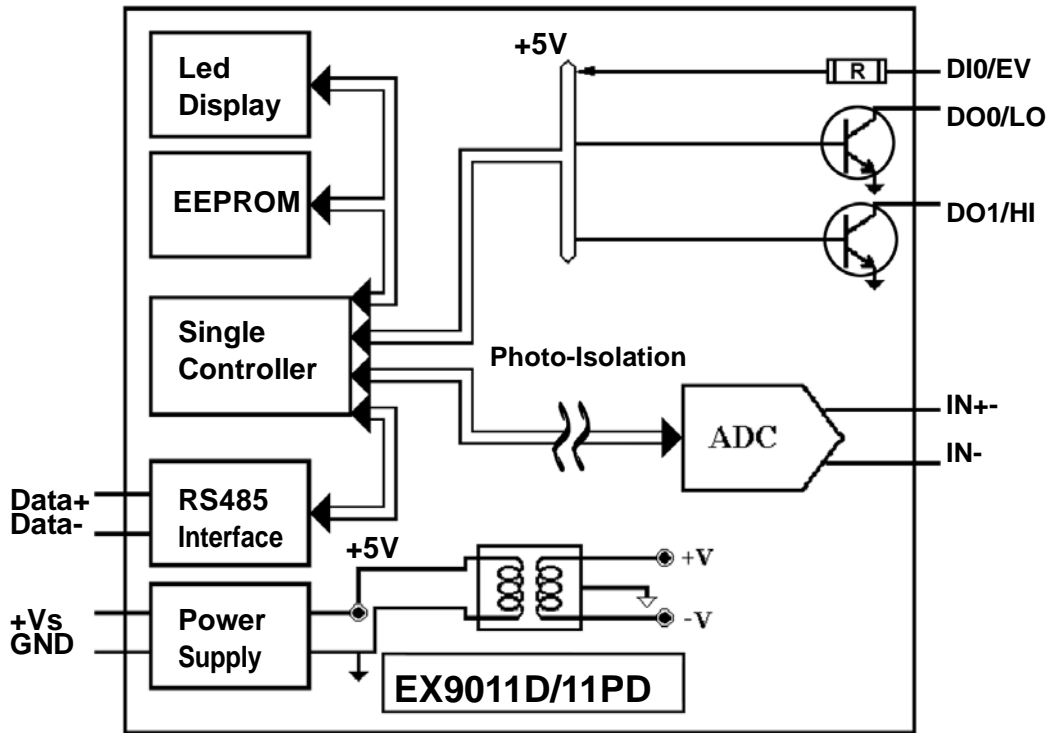 Led
Display
EEPROM
Single
Controller
RS485
Interface
Power
Supply
Data+
Data-
+Vs
GND
+5V
R
DI0/EV
DO0/LO
DO1/HI
Photo-Isolation
ADC
IN+-
IN-
+5V
+V
-V
EX9011D/11PD